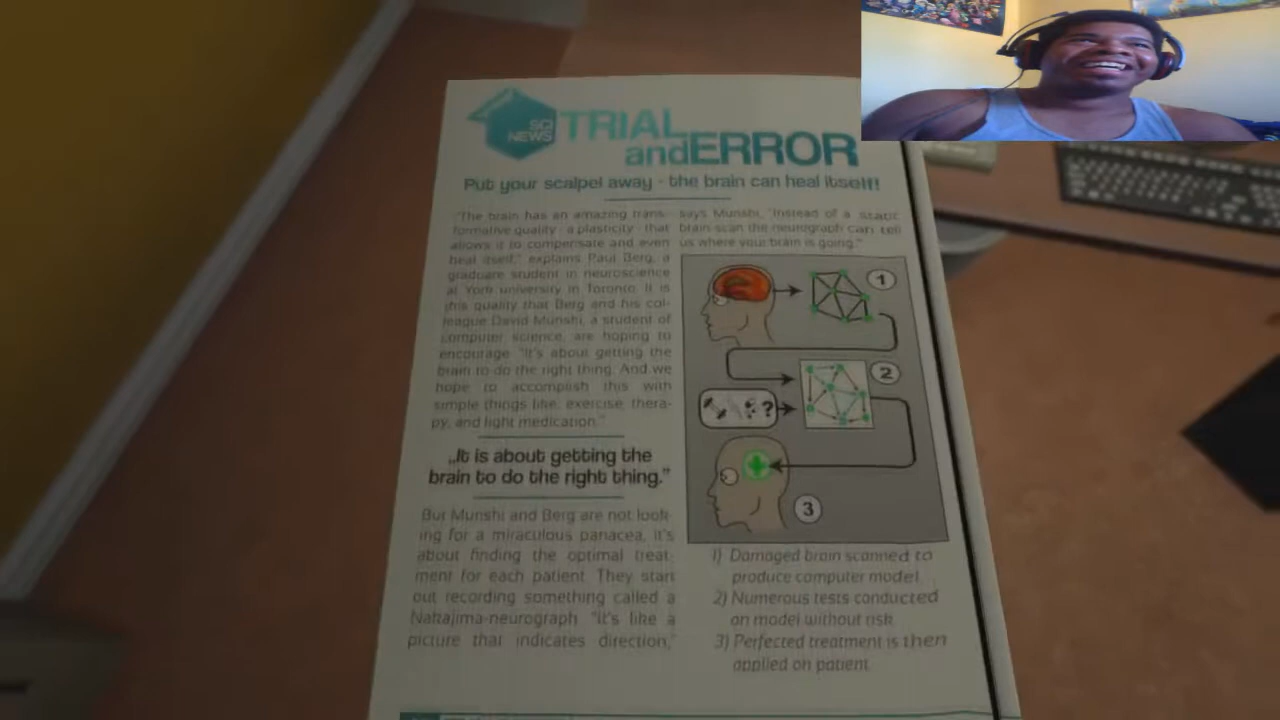 SCI
NEWS
TRIAL
andERROR
Put your scalpel away - the brain can heal itself!
"The brain has an amazing trans-
formative quality - a plasticity - that
allows it to compensate and even
heal itself," explains Paul Berg, a
graduate student in neuroscience
at York university in Toronto. It is
this quality that Berg and his col-
league David Munshi, a student of
computer science, are hoping to
encourage. "It's about getting the
brain to do the right thing. And we
hope to accomplish this with
simple things like, exercise, thera-
py, and light medication."
„It is about getting the
brain to do the right thing."
But Munshi and Berg are not look-
ing for a miraculous panacea, it's
about finding the optimal treat-
ment for each patient. They start
out recording something called a
Nakajima-neurograph. "It's like a
picture that indicates direction,"
says Munshi, "Instead of a static
brain scan the neurograph can tell
us where your brain is going."
1
2
?
3
1) Damaged brain scanned to
produce computer model
2) Numerous tests conducted
on model without risk
3) Perfected treatment is then
applied on patient